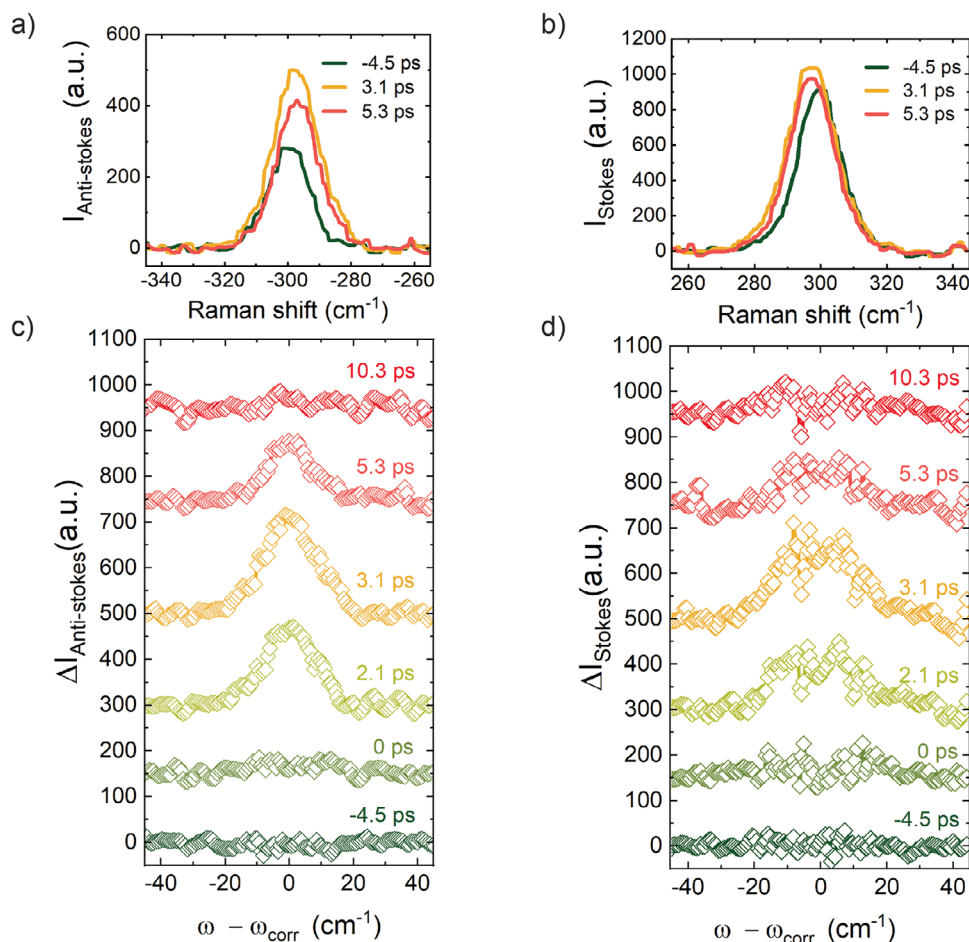 a)
I_Anti-stokes (a.u.)
600
400
200
0
-4.5 ps
3.1 ps
5.3 ps
-340 -320 -300 -280 -260
Raman shift (cm⁻¹)
b)
I_Stokes (a.u.)
1200
1000
800
600
400
200
0
-4.5 ps
3.1 ps
5.3 ps
260 280 300 320 340
Raman shift (cm⁻¹)
c)
ΔI_Anti-stokes(a.u.)
1100
1000
900
800
700
600
500
400
300
200
100
0
10.3 ps
5.3 ps
3.1 ps
2.1 ps
0 ps
-4.5 ps
-40 -20 0 20 40
ω - ω_corr (cm⁻¹)
d)
ΔI_Stokes(a.u.)
1100
1000
900
800
700
600
500
400
300
200
100
0
10.3 ps
5.3 ps
3.1 ps
2.1 ps
0 ps
-4.5 ps
-40 -20 0 20 40
ω - ω_corr (cm⁻¹)